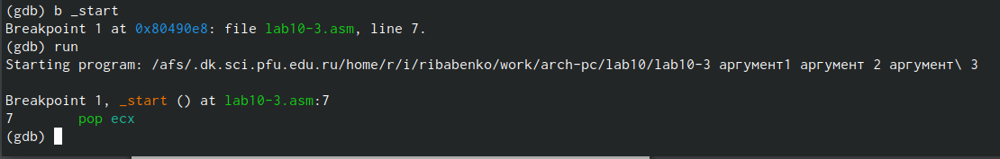 (gdb) b _start
Breakpoint 1 at 0x80490e8: file lab10-3.asm, line 7.
(gdb) run
Starting program: /afs/.dk.sci.pfu.edu.ru/home/r/i/ribabenko/work/arch-pc/lab10/lab10-3 аргумент1 аргумент 2 аргумент\ 3
Breakpoint 1, _start () at lab10-3.asm:7
7 pop ecx
(gdb)